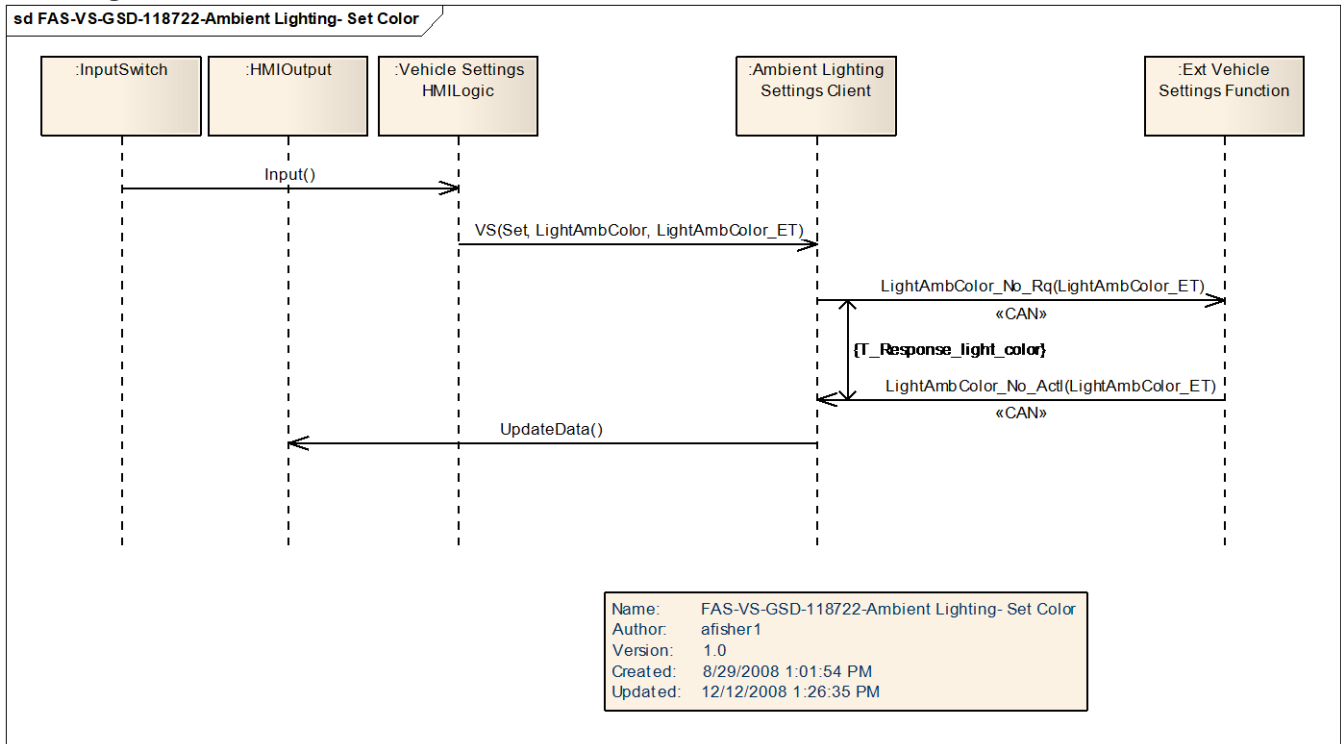 sd FAS-VS-GSD-118722-Ambient Lighting- Set Color
:InputSwitch
:HMIOutput
:Vehicle Settings
HMILogic
:Ambient Lighting
Settings Client
:Ext Vehicle
Settings Function
Input()
VS(Set, LightAmbColor, LightAmbColor_ET)
LightAmbColor_No_Rq(LightAmbColor_ET)
«CAN»
{T_Response_light_color}
LightAmbColor_No_Actl(LightAmbColor_ET)
«CAN»
UpdateData()
Name: FAS-VS-GSD-118722-Ambient Lighting- Set Color
Author: afisher1
Version: 1.0
Created: 8/29/2008 1:01:54 PM
Updated: 12/12/2008 1:26:35 PM